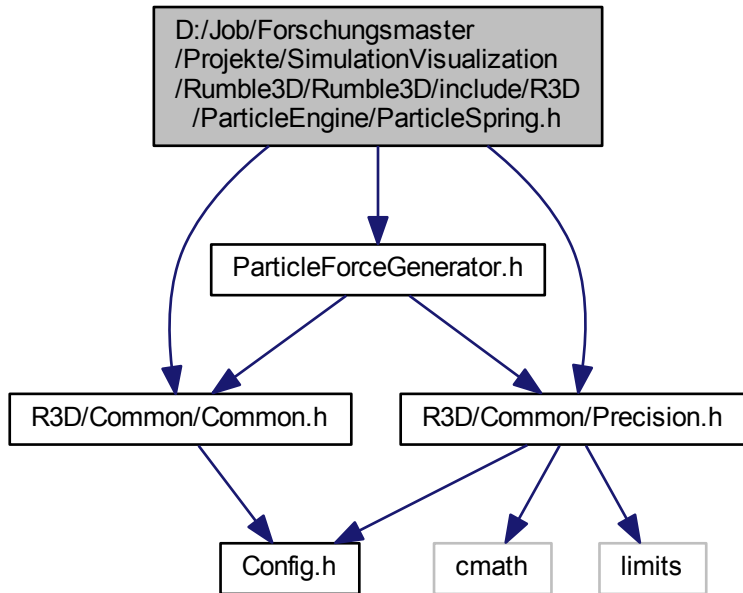 D:/Job/Forschungsmaster
/Projekte/SimulationVisualization
/Rumble3D/Rumble3D/include/R3D
/ParticleEngine/ParticleSpring.h
ParticleForceGenerator.h
R3D/Common/Common.h
R3D/Common/Precision.h
Config.h
cmath
limits